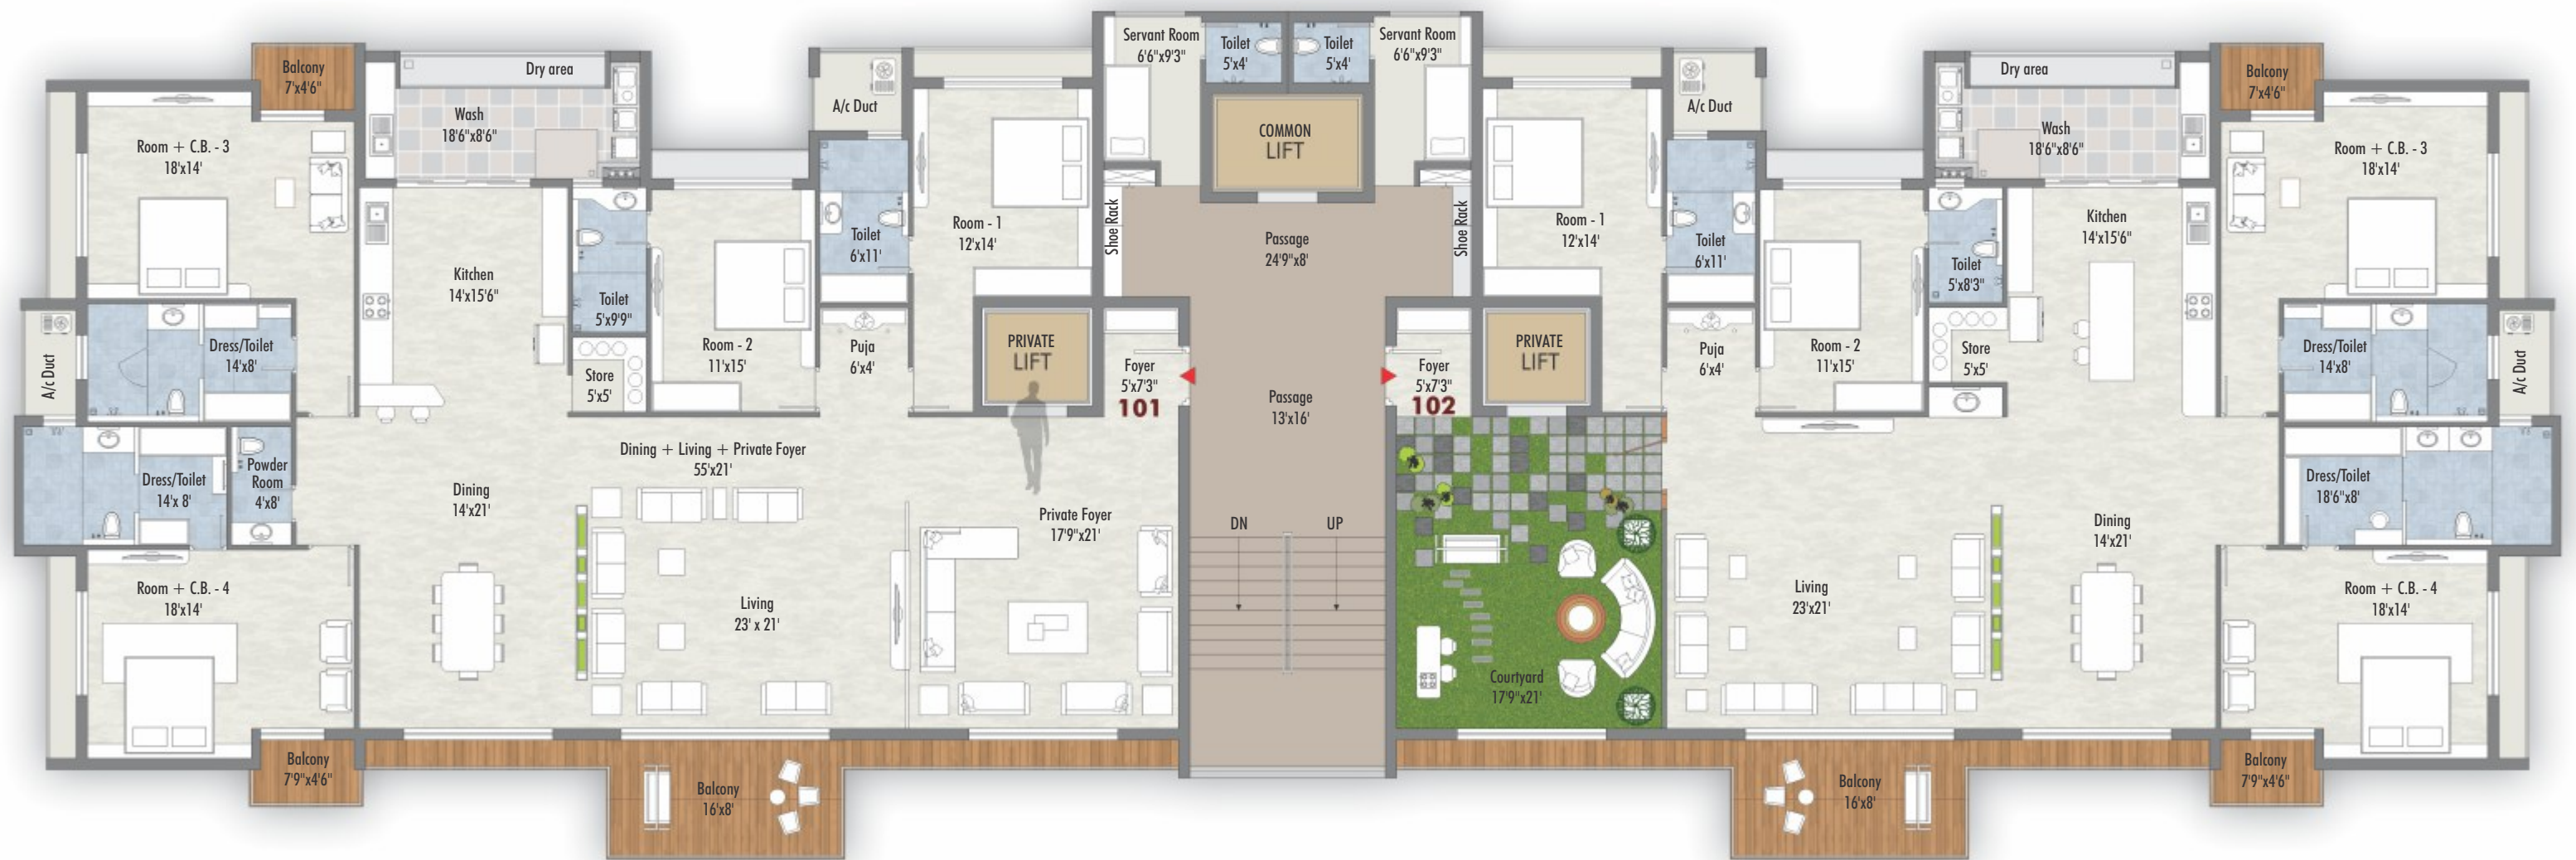 Servant Room
6'6"x9'3"
Toilet
5'x4'
Toilet
5'x4'
Servant Room
6'6"x9'3"
Balcony
7'x4'6"
Dry area
Wash
18'6"x8'6"
A/c Duct
COMMON
LIFT
A/c Duct
Dry area
Wash
18'6"x8'6"
Balcony
7'x4'6"
Room + C.B. - 3
18'x14'
Kitchen
14'x15'6"
Toilet
5'x9'9"
Store
5'x5'
Room - 2
11'x15'
Toilet
6'x11'
Puja
6'x4'
Room - 1
12'x14'
PRIVATE
LIFT
Shoe Rack
Foyer
5'x7'3"
101
Passage
24'9"x8'
Passage
13'x16'
DN
UP
Shoe Rack
Foyer
5'x7'3"
102
PRIVATE
LIFT
Room - 1
12'x14'
Toilet
6'x11'
Puja
6'x4'
Room - 2
11'x15'
Toilet
5'x8'3"
Store
5'x5'
Kitchen
14'x15'6"
Room + C.B. - 3
18'x14'
A/c Duct
Dress/Toilet
14'x8'
Dress/Toilet
14'x 8'
Powder
Room
4'x8'
Dining + Living + Private Foyer
55'x21'
Dining
14'x21'
Living
23' x 21'
Private Foyer
17'9"x21'
Room + C.B. - 4
18'x14'
Balcony
7'9"x4'6"
Balcony
16'x8'
Courtyard
17'9"x21'
Living
23'x21'
Dining
14'x21'
Dress/Toilet
14'x8'
A/c Duct
Dress/Toilet
18'6"x8'
Room + C.B. - 4
18'x14'
Balcony
16'x8'
Balcony
7'9"x4'6"